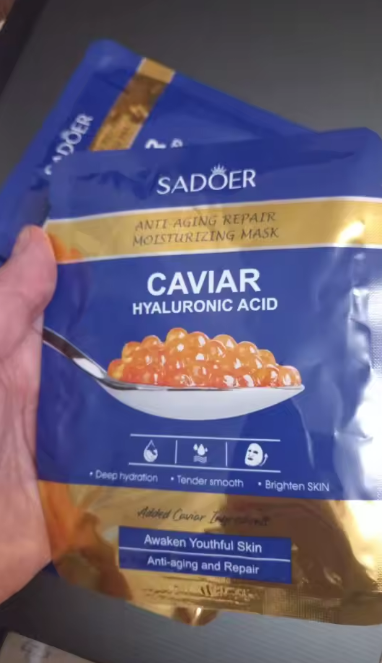 SADOER
SADOER
ANTI-AGING REPAIR
MOISTURIZING MASK
CAVIAR
HYALURONIC ACID
• Deep hydration • Tender smooth • Brighten SKIN
Added Caviar Ingredients
Awaken Youthful Skin
Anti-aging and Repair